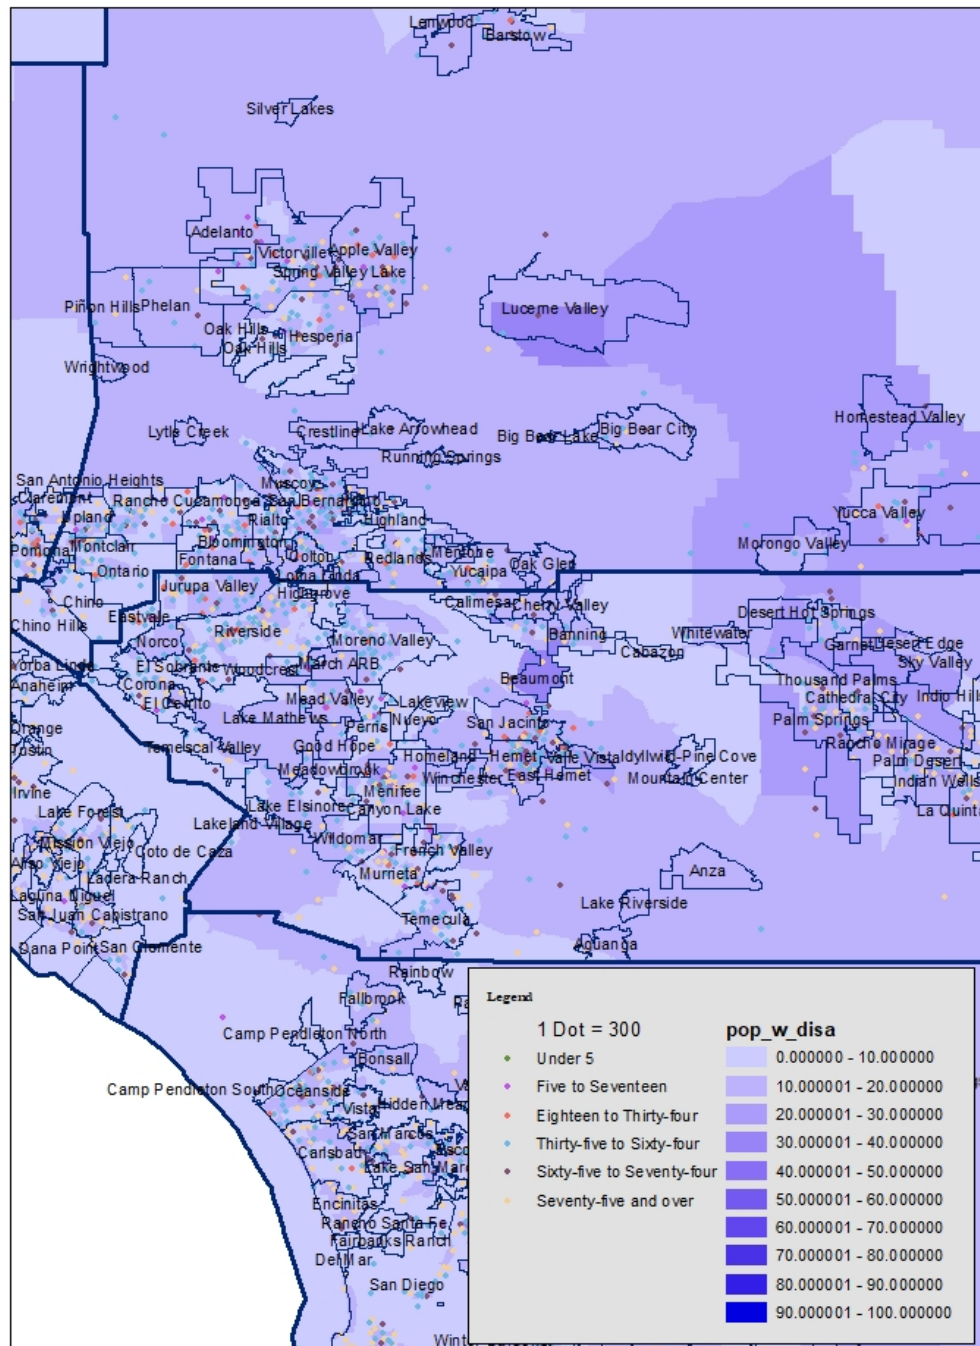 Lenwood
Barstow
Silver Lakes
Adelanto
Victorville
Apple Valley
Spring Valley Lake
Piñon Hills
Phelan
Lucerne Valley
Oak Hills
Hesperia
Oak Hills
Wrightwood
Homestead Valley
Lytle Creek
Crestline
Lake Arrowhead
Big Bear Lake
Big Bear City
Running Springs
San Antonio Heights
Muscoy
Claremont
Rancho Cucamonga
San Bernardino
Upland
Rialto
Highland
Yucca Valley
Bloomington
Pomona
Montclair
Fontana
Colton
Redlands
Mentone
Morongo Valley
Ontario
Loma Linda
Yucaipa
Oak Glen
Jurupa Valley
Highgrove
Chino
Calimesa
Cherry Valley
Eastvale
Desert Hot Springs
Chino Hills
Riverside
Norco
Moreno Valley
Banning
Whitewater
Garnet
Desert Edge
Cabazon
Yorba Linda
El Sobrante
Woodcrest
March ARB
Sky Valley
Anaheim
Corona
Beaumont
Thousand Palms
El Cerrito
Mead Valley
Lakeview
Cathedral City
Indio Hills
Lake Mathews
Perris
Nuevo
San Jacinto
Palm Springs
Orange
Tustin
Temescal Valley
Good Hope
Rancho Mirage
Homeland
Hemet
Valle Vista
Idyllwild-Pine Cove
Palm Desert
Meadowbrook
Winchester
East Hemet
Mountain Center
Indian Wells
Irvine
Menifee
Lake Forest
Lake Elsinore
Canyon Lake
La Quinta
Lakeland Village
Mission Viejo
Wildomar
Coto de Caza
French Valley
Aliso Viejo
Ladera Ranch
Murrieta
Anza
Laguna Niguel
Lake Riverside
San Juan Capistrano
Temecula
Dana Point
San Clemente
Aguanga
Rainbow
Fallbrook
Camp Pendleton North
Bonsall
Camp Pendleton South
Oceanside
Vista
Hidden Mea
San Marcos
Carlsbad
Esco
Lake San Marc
Encinitas
Rancho Santa Fe
Fairbanks Ranch
Del Mar
San Diego
Legend
1 Dot = 300
Under 5
Five to Seventeen
Eighteen to Thirty-four
Thirty-five to Sixty-four
Sixty-five to Seventy-four
Seventy-five and over
pop_w_disa
0.000000 - 10.000000
10.000001 - 20.000000
20.000001 - 30.000000
30.000001 - 40.000000
40.000001 - 50.000000
50.000001 - 60.000000
60.000001 - 70.000000
70.000001 - 80.000000
80.000001 - 90.000000
90.000001 - 100.000000